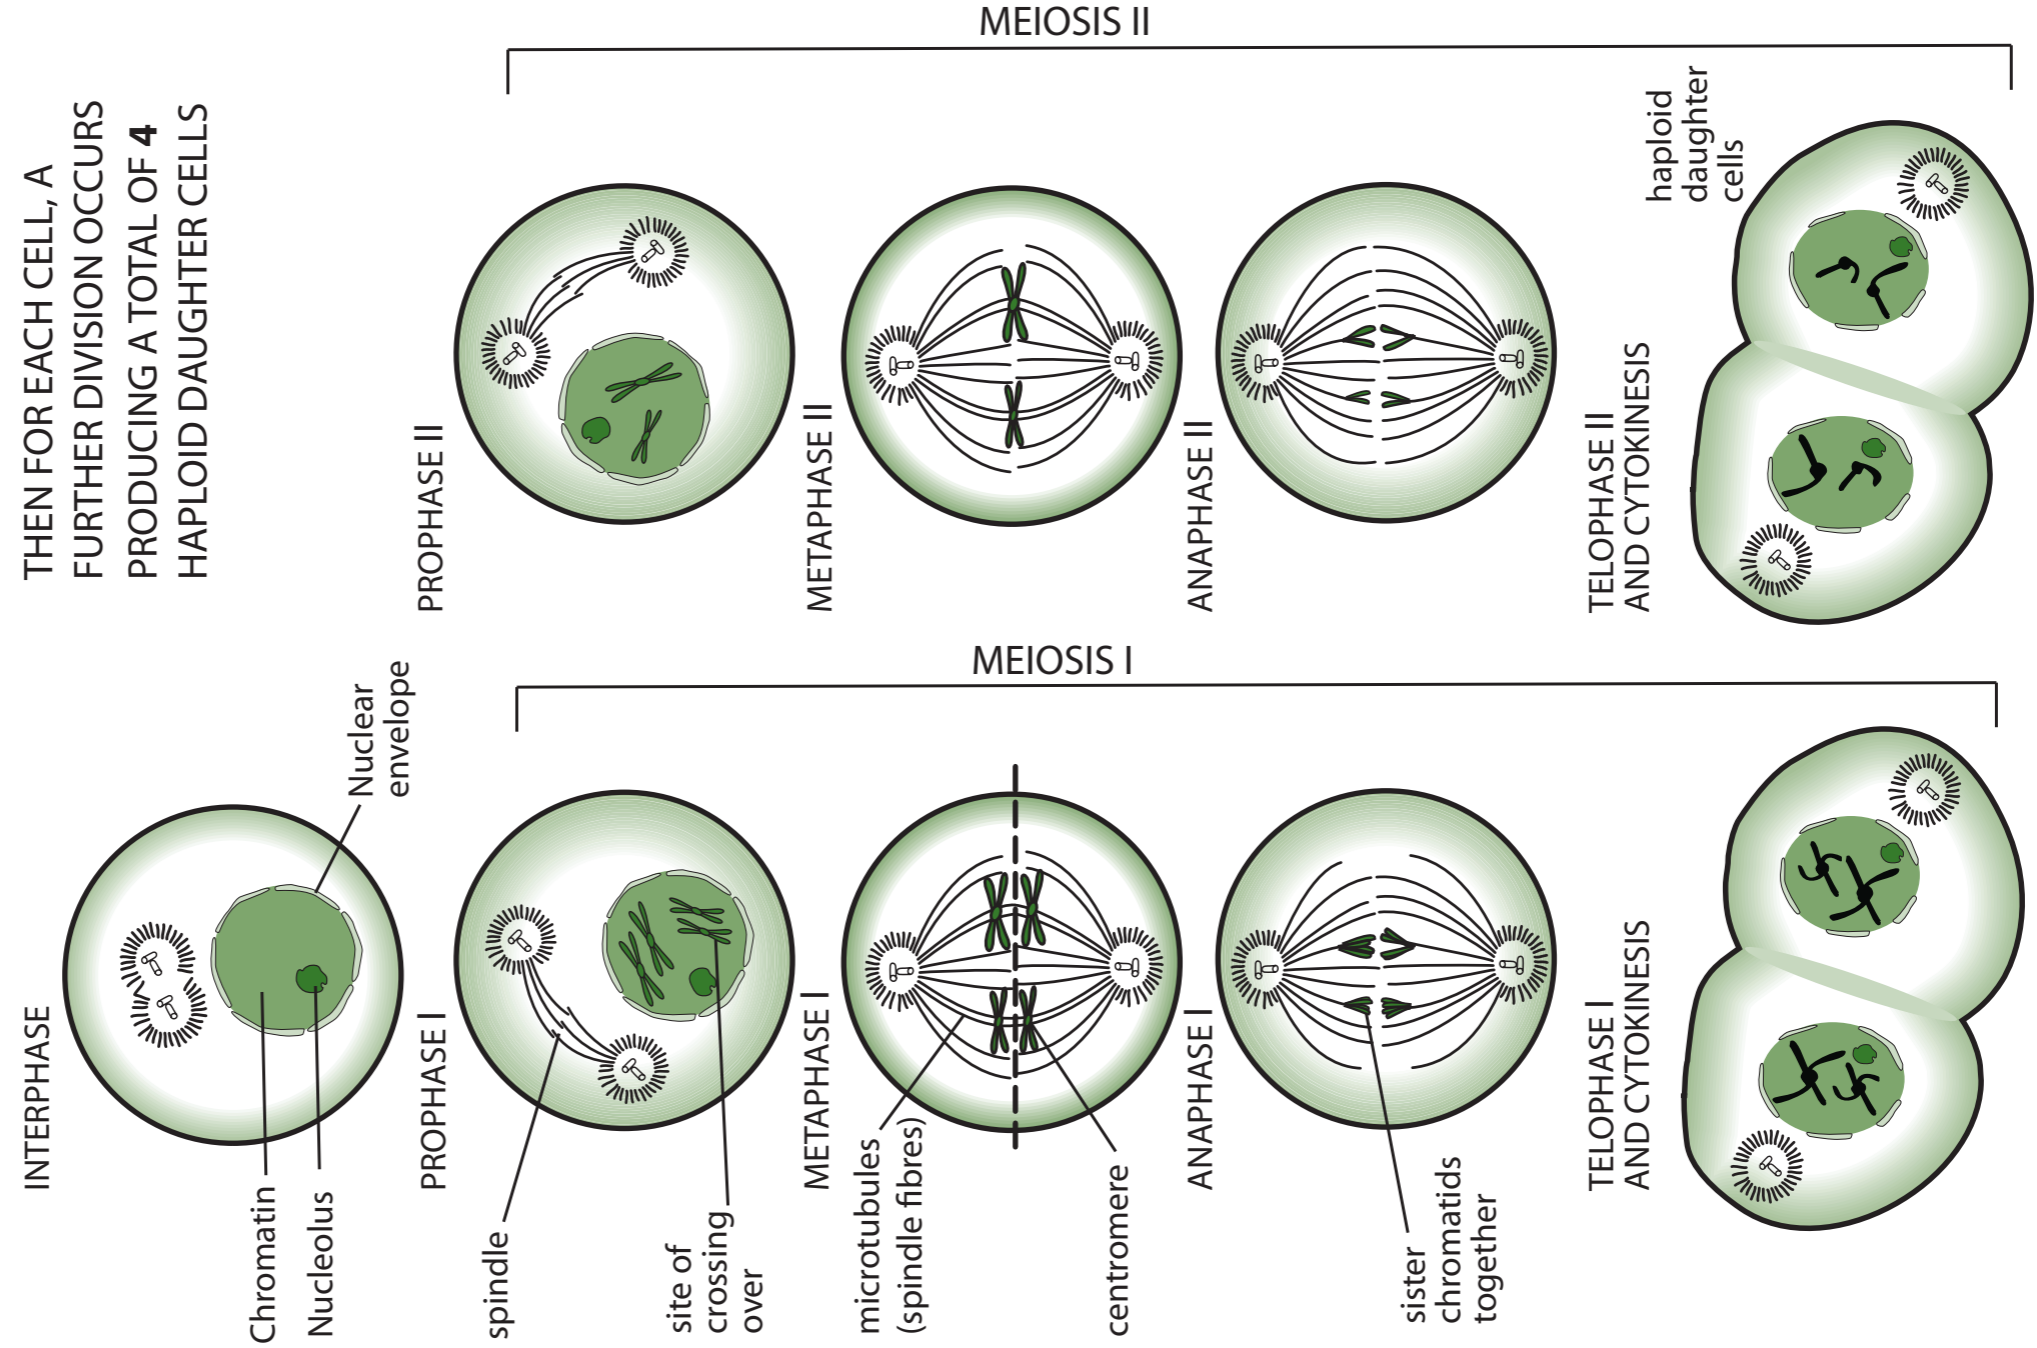 INTERPHASE
Chromatin
Nucleolus
Nuclear
envelope
MEIOSIS I
PROPHASE I
spindle
site of
crossing
over
METAPHASE I
microtubules
(spindle fibres)
centromere
ANAPHASE I
sister
chromatids
together
TELOPHASE I
AND CYTOKINESIS
THEN FOR EACH CELL, A
FURTHER DIVISION OCCURS
PRODUCING A TOTAL OF 4
HAPLOID DAUGHTER CELLS
MEIOSIS II
PROPHASE II
METAPHASE II
ANAPHASE II
TELOPHASE II
AND CYTOKINESIS
haploid
daughter
cells